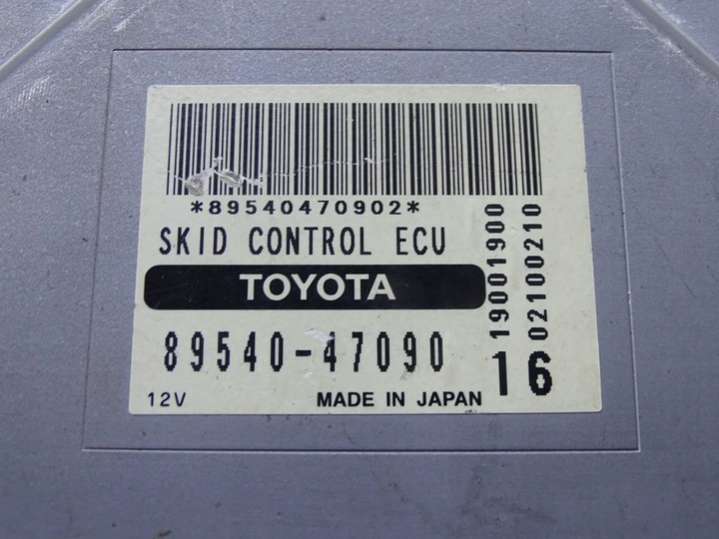 *89540470902*
SKID CONTROL ECU
TOYOTA
89540-47090
12V
MADE IN JAPAN
19001900
02100210
16